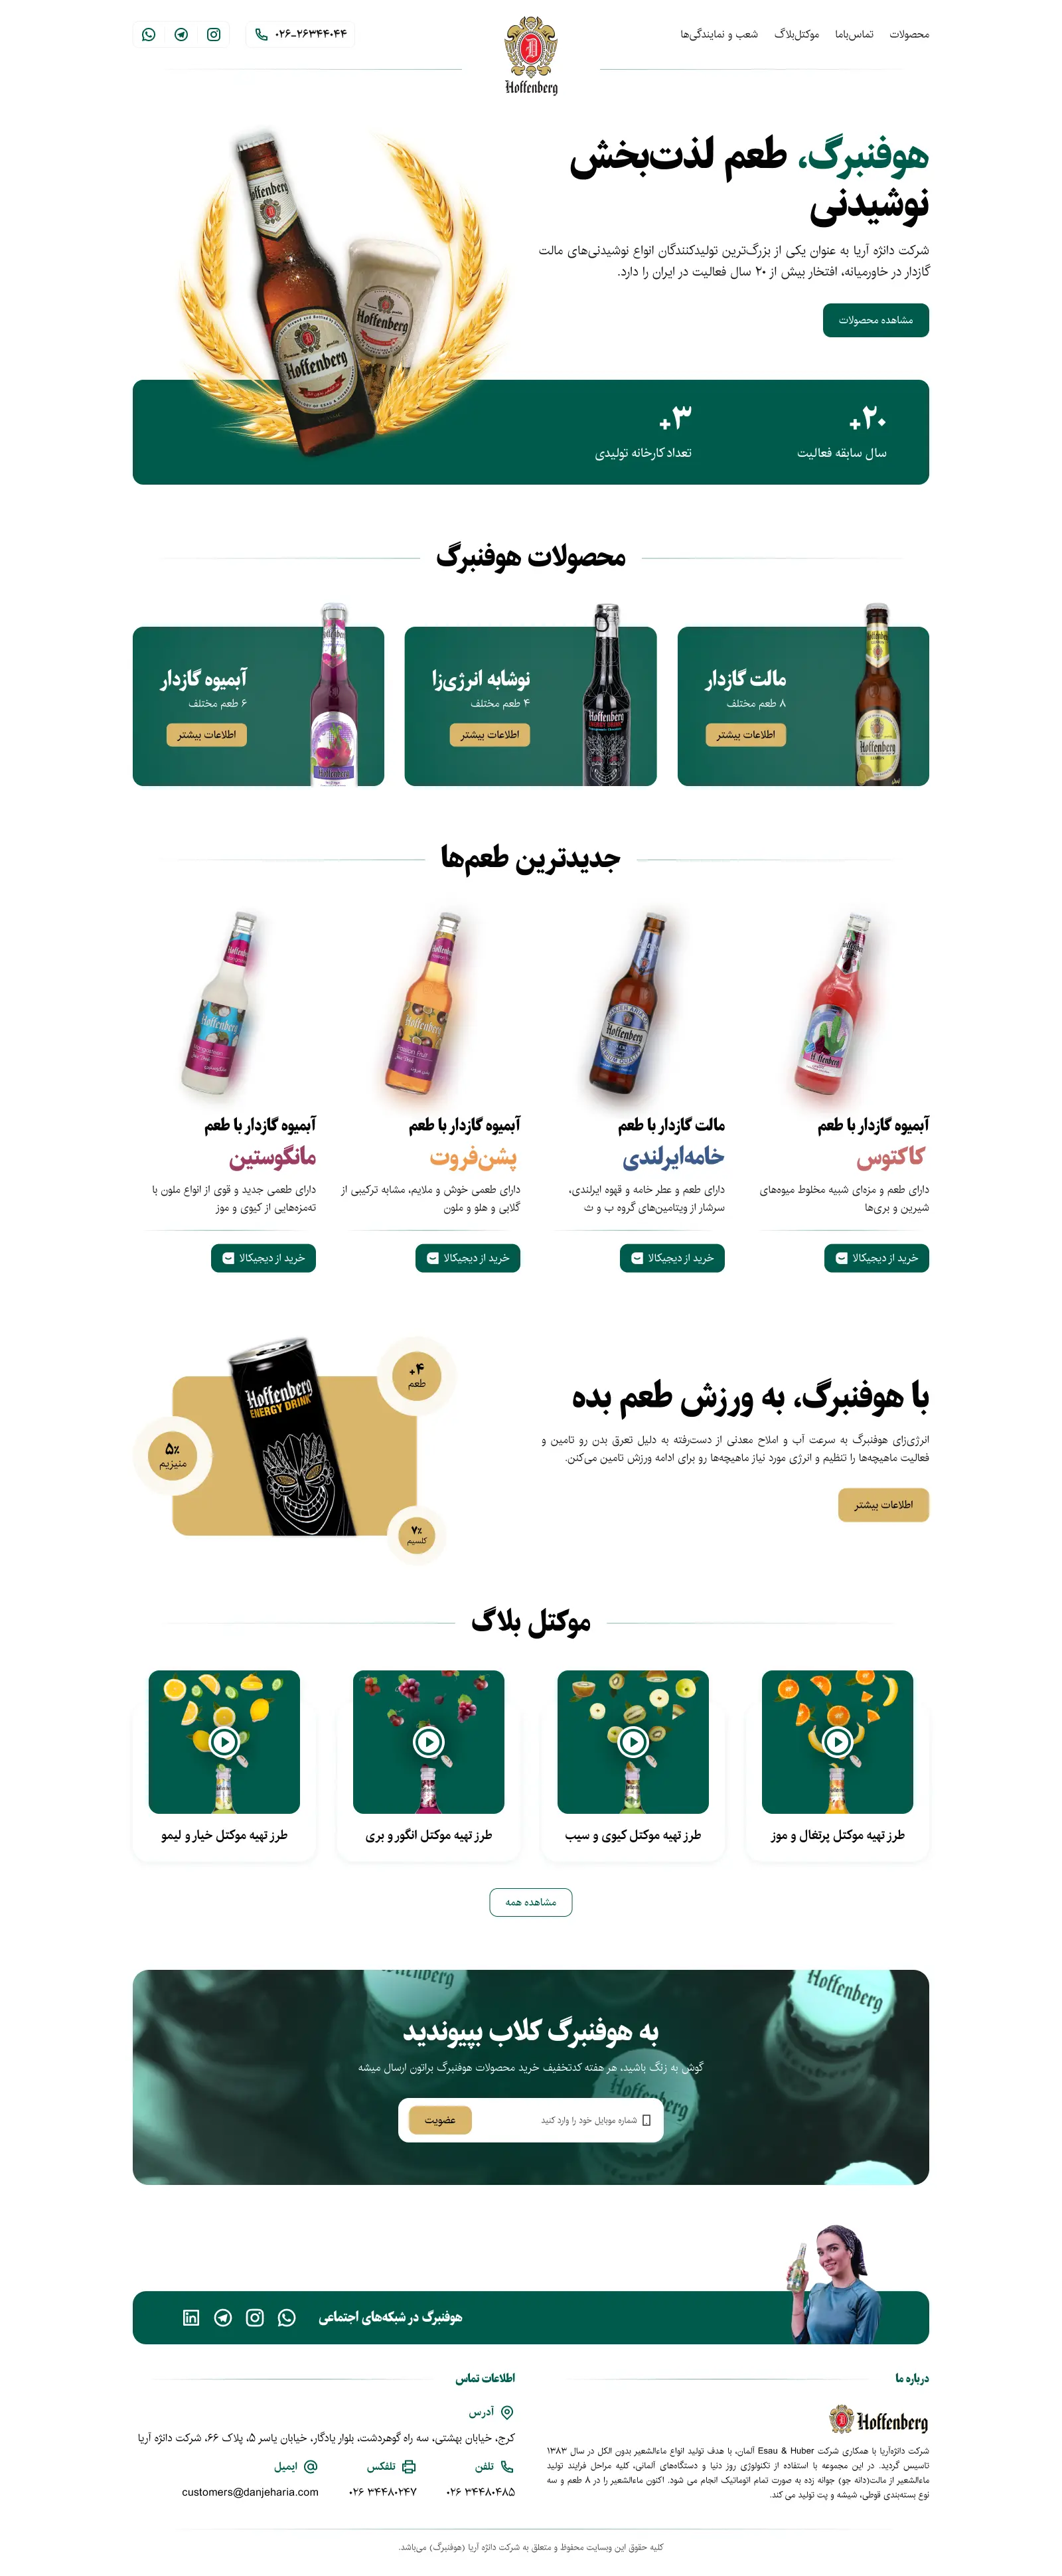 محصولات
تماس‌باما
موکتل‌بلاگ
شعب و نمایندگی‌ها
Hoffenberg
۰۲۶-۲۶۳۴۴۰۴۴
هوفنبرگ، طعم لذت‌بخش
نوشیدنی
شرکت دانژه آریا به عنوان یکی از بزرگ‌ترین تولیدکنندگان انواع نوشیدنی‌های مالت
گازدار در خاورمیانه، افتخار بیش از ۲۰ سال فعالیت در ایران را دارد.
مشاهده محصولات
Hoffenberg
Hoffenberg
Hoffenberg
۲۰+
سال سابقه فعالیت
۳+
تعداد کارخانه تولیدی
محصولات هوفنبرگ
مالت گازدار
۸ طعم مختلف
اطلاعات بیشتر
Hoffenberg
نوشابه انرژی‌زا
۴ طعم مختلف
اطلاعات بیشتر
Hoffenberg
ENERGY DRINK
آبمیوه گازدار
۶ طعم مختلف
اطلاعات بیشتر
Hoffenberg
جدیدترین طعم‌ها
Hoffenberg
آبمیوه گازدار با طعم
کاکتوس
دارای طعم و مزه‌ای شبیه مخلوط میوه‌های
شیرین و بری‌ها
خرید از دیجیکالا
Hoffenberg
مالت گازدار با طعم
خامه‌ایرلندی
دارای طعم و عطر خامه و قهوه ایرلندی،
سرشار از ویتامین‌های گروه ب و ث
خرید از دیجیکالا
Hoffenberg
Passion Fruit
آبمیوه گازدار با طعم
پشن‌فروت
دارای طعمی خوش و ملایم، مشابه ترکیبی از
گلابی و هلو و ملون
خرید از دیجیکالا
Hoffenberg
Mangosteen
آبمیوه گازدار با طعم
مانگوستین
دارای طعمی جدید و قوی از انواع ملون با
ته‌مزه‌هایی از کیوی و موز
خرید از دیجیکالا
با هوفنبرگ، به ورزش طعم بده
انرژی‌زای هوفنبرگ به سرعت آب و املاح معدنی از دست‌رفته به دلیل تعرق بدن رو تامین و
فعالیت ماهیچه‌ها را تنظیم و انرژی مورد نیاز ماهیچه‌ها رو برای ادامه ورزش تامین می‌کنن.
اطلاعات بیشتر
Hoffenberg
ENERGY DRINK
۴+
طعم
۵٪
منیزیم
۷٪
کلسیم
موکتل بلاگ
طرز تهیه موکتل پرتغال و موز
طرز تهیه موکتل کیوی و سیب
طرز تهیه موکتل انگور و بری
طرز تهیه موکتل خیار و لیمو
مشاهده همه
Hoffenberg
Hoffenberg
Hoffenberg
به هوفنبرگ کلاب بپیوندید
گوش به زنگ باشید، هر هفته کدتخفیف خرید محصولات هوفنبرگ براتون ارسال میشه
شماره موبایل خود را وارد کنید
عضویت
هوفنبرگ در شبکه‌های اجتماعی
درباره ما
Hoffenberg
شرکت دانژه‌آریا با همکاری شرکت Esau & Huber آلمان، با هدف تولید انواع ماءالشعیر بدون الکل در سال ۱۳۸۳
تاسیس گردید. در این مجموعه با استفاده از تکنولوژی روز دنیا و دستگاه‌های آلمانی، کلیه مراحل فرایند تولید
ماءالشعیر از مالت(دانه جو) جوانه زده به صورت تمام اتوماتیک انجام می شود. اکنون ماءالشعیر را در ۸ طعم و سه
نوع بسته‌بندی قوطی، شیشه و پت تولید می کند.
اطلاعات تماس
آدرس
کرج، خیابان بهشتی، سه راه گوهردشت، بلوار یادگار، خیابان یاسر ۵، پلاک ۶۶، شرکت دانژه آریا
تلفن
۰۲۶ ۳۴۴۸۰۴۸۵
تلفکس
۰۲۶ ۳۴۴۸۰۲۴۷
ایمیل
customers@danjeharia.com
کلیه حقوق این وبسایت محفوظ و متعلق به شرکت دانژه آریا (هوفنبرگ) می‌باشد.